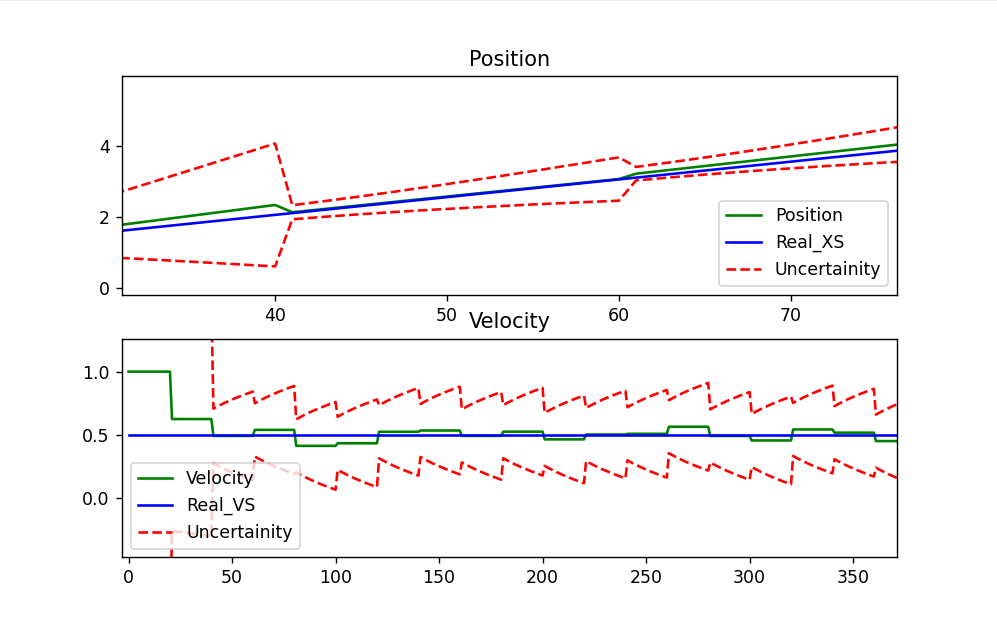 Position
4
2
0
40 50 60 70
Position
Real_XS
Uncertainity
Velocity
1.0
0.5
0.0
0 50 100 150 200 250 300 350
Velocity
Real_VS
Uncertainity